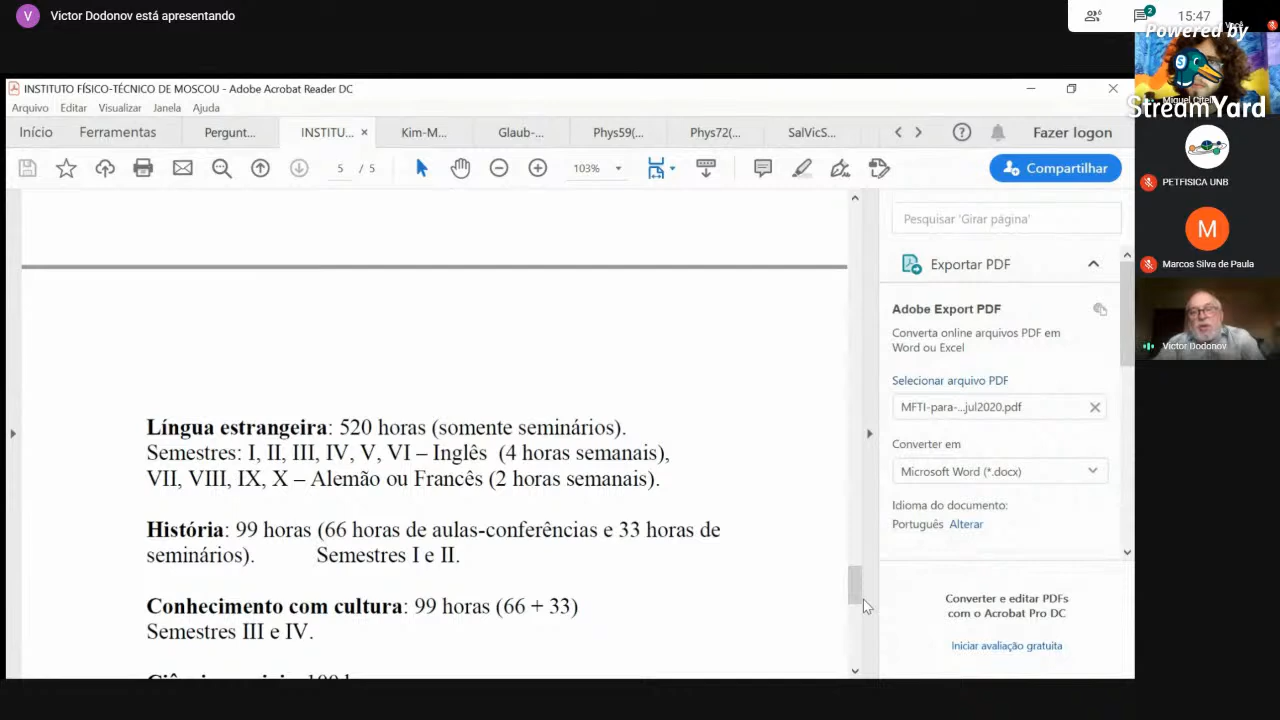 V Victor Dodonov está apresentando
6 2 15:47
Você
Powered by
StreamYard
INSTITUTO FÍSICO-TÉCNICO DE MOSCOU - Adobe Acrobat Reader DC
Arquivo Editar Visualizar Janela Ajuda
Início Ferramentas Pergunt... INSTITU... × Kim-M... Glaub-... Phys59(... Phys72(... SalVicS... Fazer logon
5 / 5 103% Compartilhar
PETFISICA UNB
M
Marcos Silva de Paula
Victor Dodonov
Pesquisar 'Girar página'
Exportar PDF
Adobe Export PDF
Converta online arquivos PDF em
Word ou Excel
Selecionar arquivo PDF
MFTI-para-...jul2020.pdf
Converter em
Microsoft Word (*.docx)
Idioma do documento:
Português Alterar
Converter e editar PDFs
com o Acrobat Pro DC
Iniciar avaliação gratuita
Língua estrangeira: 520 horas (somente seminários).
Semestres: I, II, III, IV, V, VI – Inglês (4 horas semanais),
VII, VIII, IX, X – Alemão ou Francês (2 horas semanais).
História: 99 horas (66 horas de aulas-conferências e 33 horas de
seminários). Semestres I e II.
Conhecimento com cultura: 99 horas (66 + 33)
Semestres III e IV.